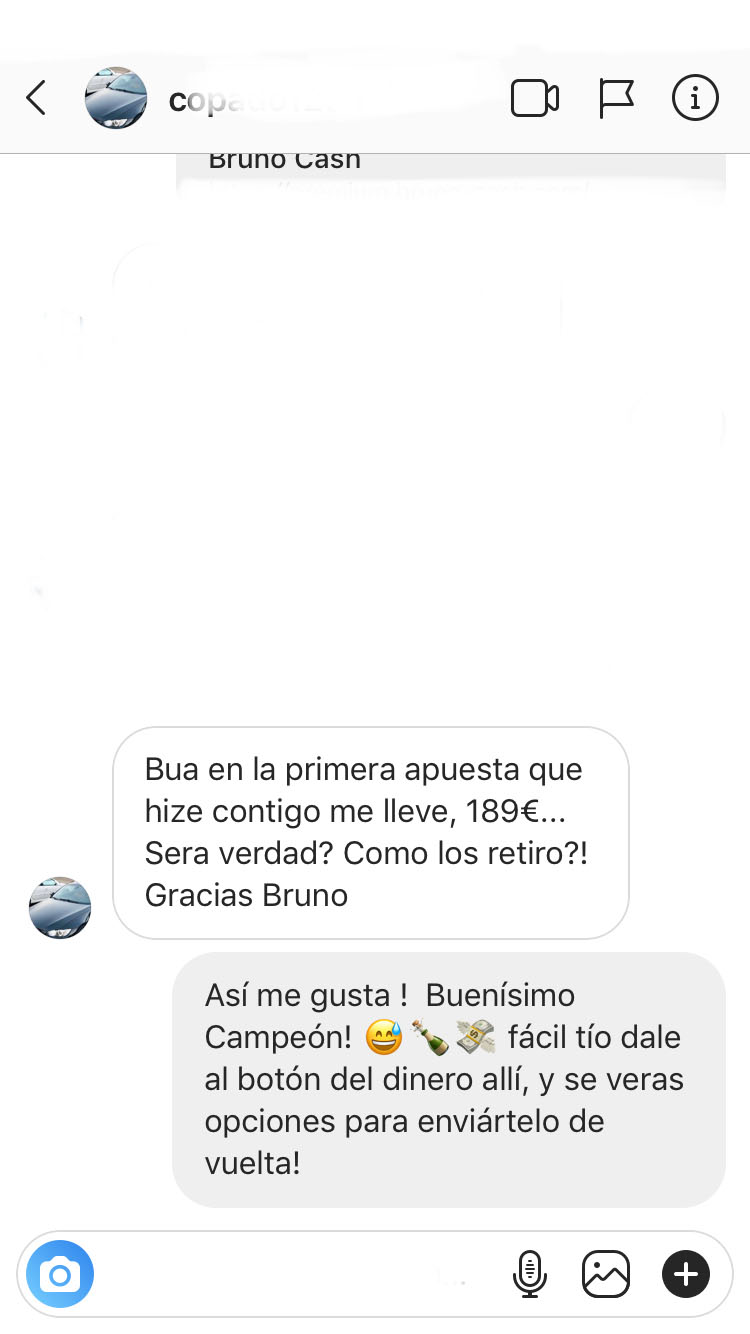 Bruno Cash
Bua en la primera apuesta que
hize contigo me lleve, 189€...
Sera verdad? Como los retiro?!
Gracias Bruno
Así me gusta ! Buenísimo
Campeón! 😅🍾💸 fácil tío dale
al botón del dinero allí, y se veras
opciones para enviártelo de
vuelta!